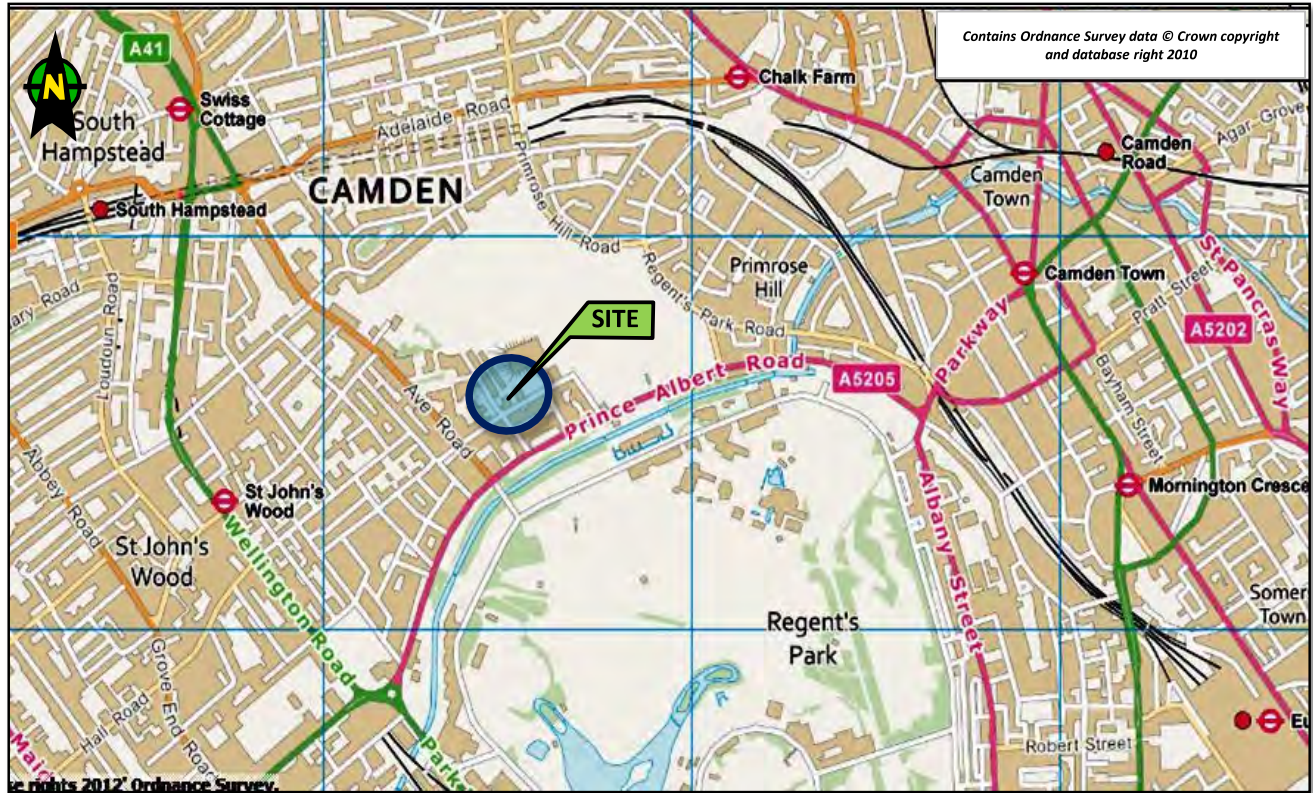 Contains Ordnance Survey data © Crown copyright
and database right 2010
N
A41
Swiss
Cottage
South
Hampstead
Adelaide Road
Chalk Farm
Agar Grove
Camden
Road
Camden
Town
CAMDEN
South Hampstead
Primrose Hill Road
Regent's Park Road
Primrose
Hill
Camden Town
Pratt Street
St Pancras Way
A5202
Loudoun Road
SITE
Parkway
Prince Albert Road
A5205
Bayham Street
Ave Road
Abbey Road
St John's
Wood
Mornington Cresce
Albany Street
St John's
Wood
Wellington Road
Somer
Town
Regent's
Park
Grove End Road
Hall Road
Maid
Park
Robert Street
Eu
e rights 2012 Ordnance Survey.